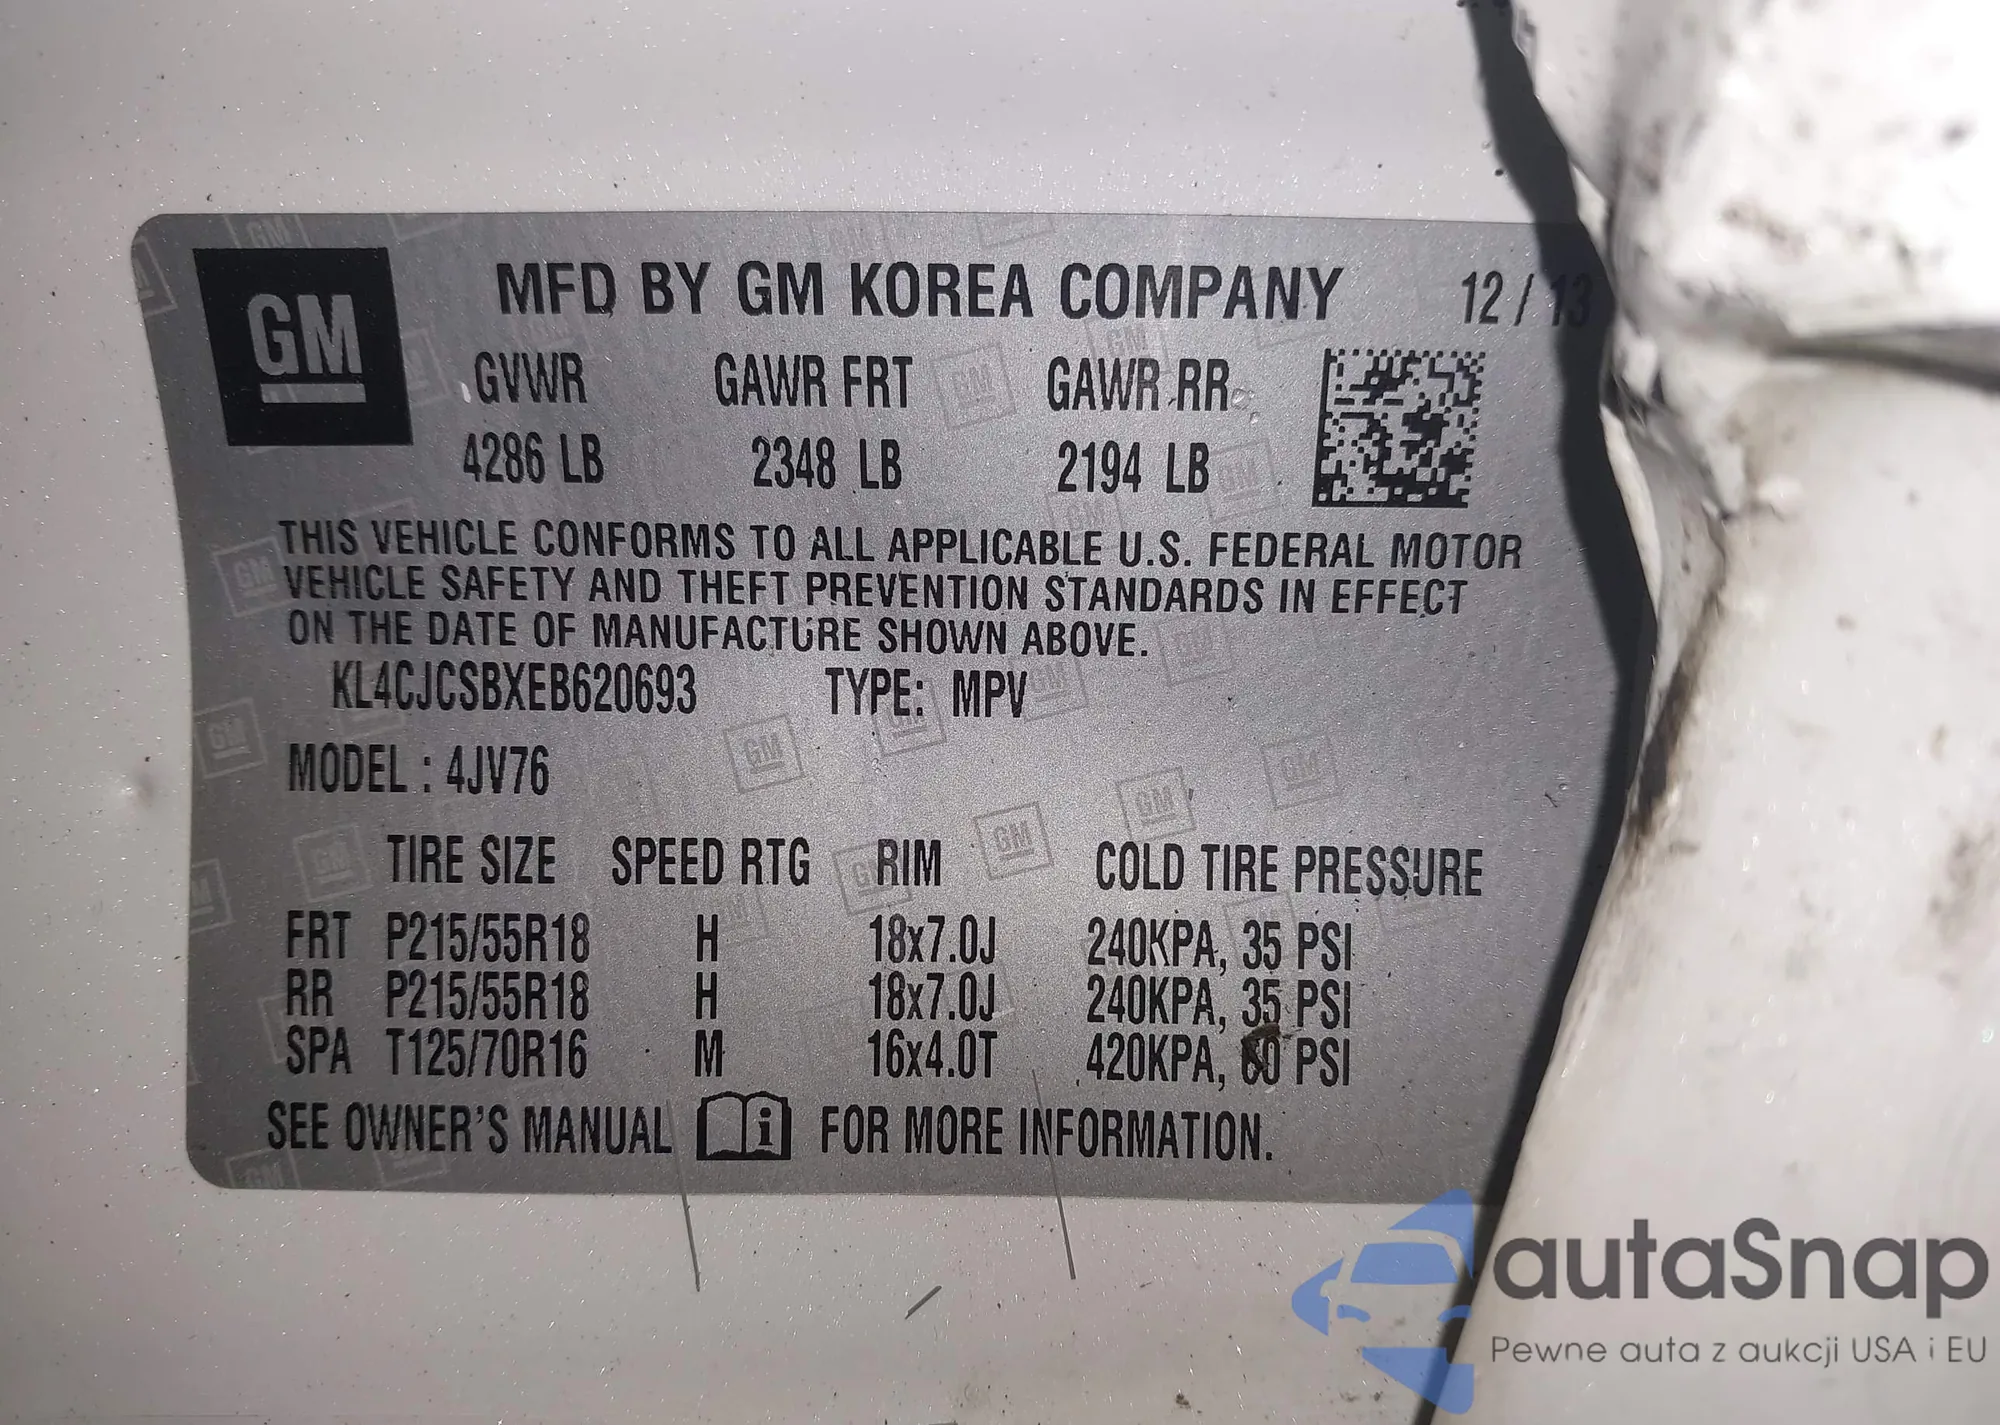 GM
MFD BY GM KOREA COMPANY 12 / 13
GVWR GAWR FRT GAWR RR
4286 LB 2348 LB 2194 LB
THIS VEHICLE CONFORMS TO ALL APPLICABLE U.S. FEDERAL MOTOR
VEHICLE SAFETY AND THEFT PREVENTION STANDARDS IN EFFECT
ON THE DATE OF MANUFACTURE SHOWN ABOVE.
KL4CJCSBXEB620693 TYPE: MPV
MODEL : 4JV76
TIRE SIZE SPEED RTG RIM COLD TIRE PRESSURE
FRT P215/55R18 H 18x7.0J 240KPA, 35 PSI
RR P215/55R18 H 18x7.0J 240KPA, 35 PSI
SPA T125/70R16 M 16x4.0T 420KPA, 60 PSI
SEE OWNER'S MANUAL i FOR MORE INFORMATION.
autaSnap
Pewne auta z aukcji USA i EU